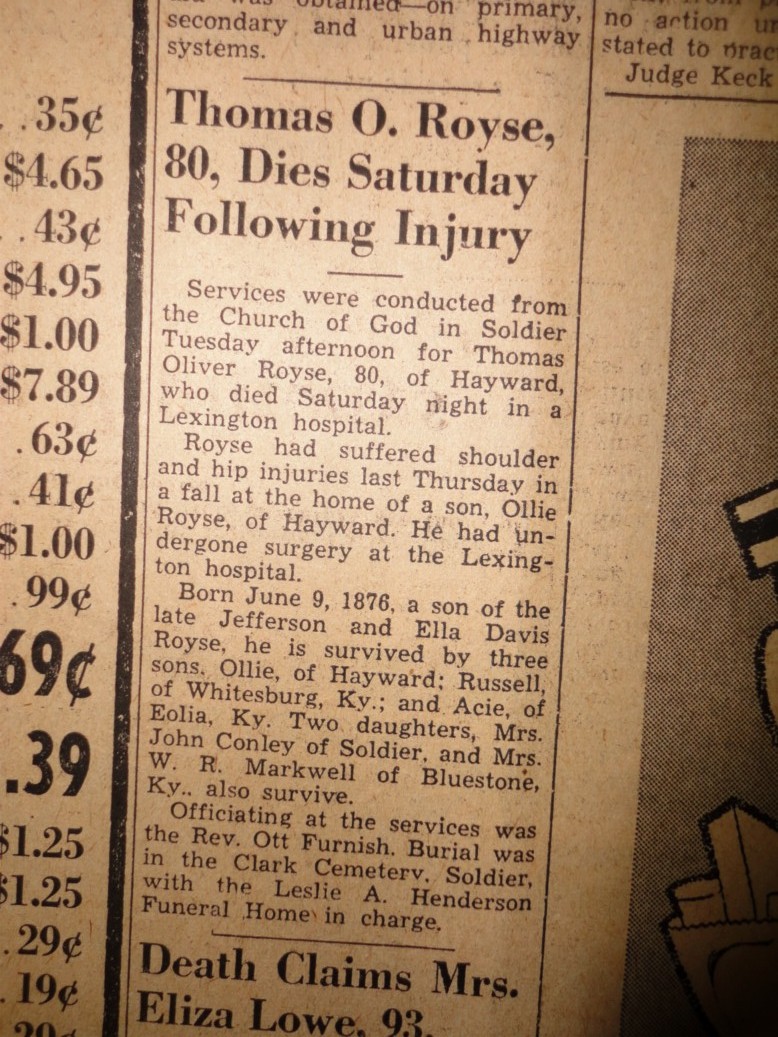 . .35¢
$4.65
. .43¢
$4.95
$1.00
$7.89
.63¢
.41¢
$1.00
.99¢
69¢
.39
$1.25
$1.25
.29¢
.19¢
obtained—on primary,
secondary and urban highway
systems.
Thomas O. Royse,
80, Dies Saturday
Following Injury
Services were conducted from
the Church of God in Soldier
Tuesday afternoon for Thomas
Oliver Royse, 80, of Hayward,
who died Saturday night in a
Lexington hospital.
Royse had suffered shoulder
and hip injuries last Thursday in
a fall at the home of a son, Ollie
Royse, of Hayward. He had un-
dergone surgery at the Lexing-
ton hospital.
Born June 9, 1876, a son of the
late Jefferson and Ella Davis
Royse, he is survived by three
sons, Ollie, of Hayward; Russell,
of Whitesburg, Ky.; and Acie, of
Eolia, Ky. Two daughters, Mrs.
John Conley of Soldier, and Mrs.
W. R. Markwell of Bluestone,
Ky., also survive.
Officiating at the services was
the Rev. Ott Furnish. Burial was
in the Clark Cemetery, Soldier,
with the Leslie A. Henderson
Funeral Home in charge.
Death Claims Mrs.
Eliza Lowe, 93,
no action
stated to
Judge Keck